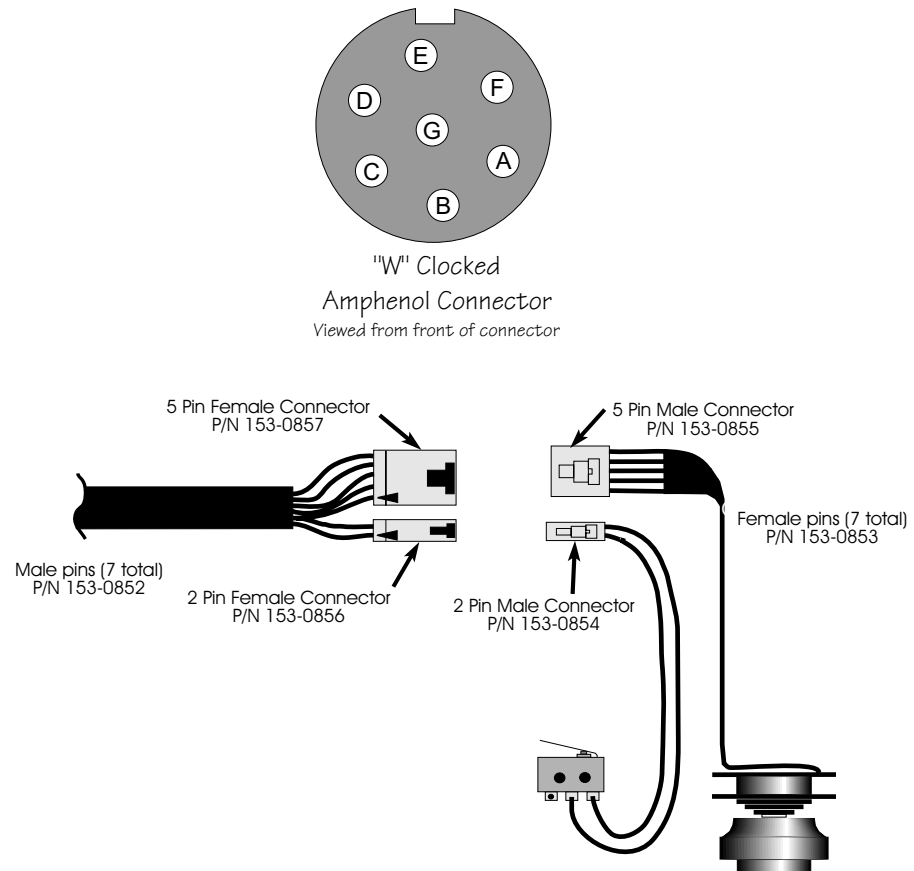 E
F
D
G
A
C
B
"W" Clocked
Amphenol Connector
Viewed from front of connector
5 Pin Female Connector
P/N 153-0857
5 Pin Male Connector
P/N 153-0855
Female pins (7 total)
P/N 153-0853
Male pins (7 total)
P/N 153-0852
2 Pin Female Connector
P/N 153-0856
2 Pin Male Connector
P/N 153-0854